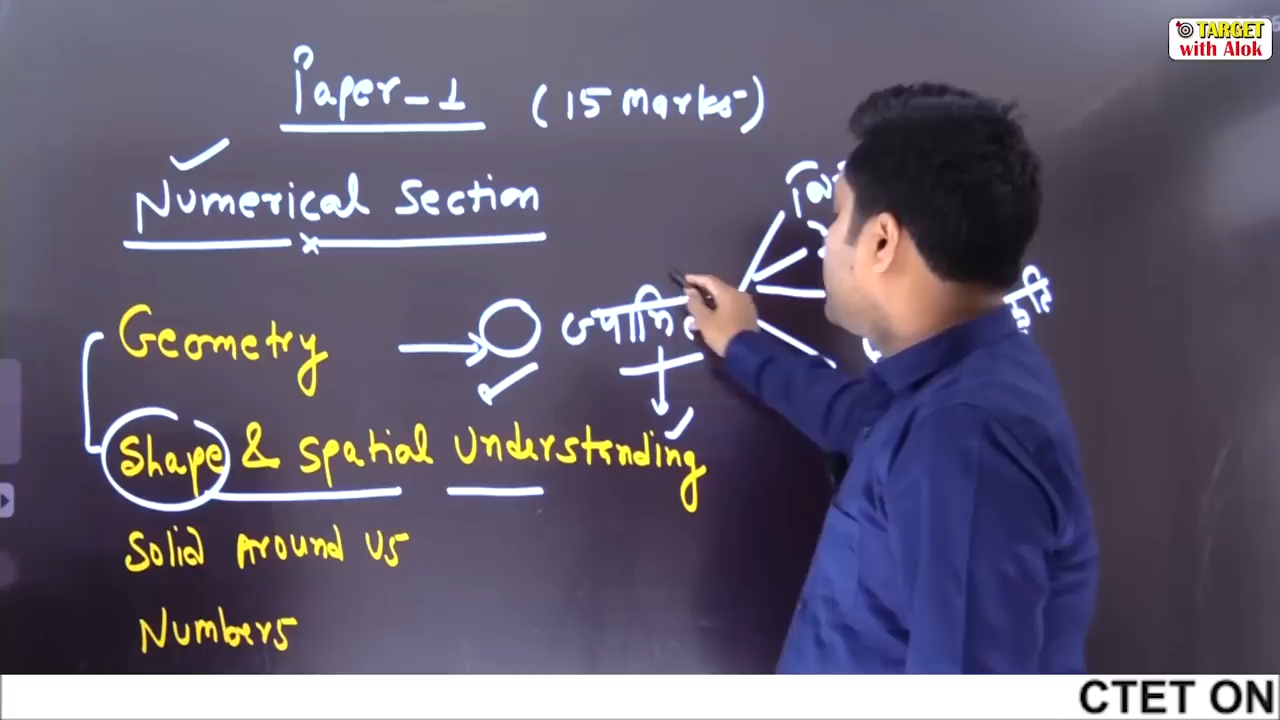 TARGET
with Alok
Paper-1 (15 Marks)
Numerical Section
Geometry
Shape & spatial Understanding
Solid Around Us
Numbers
CTET ON